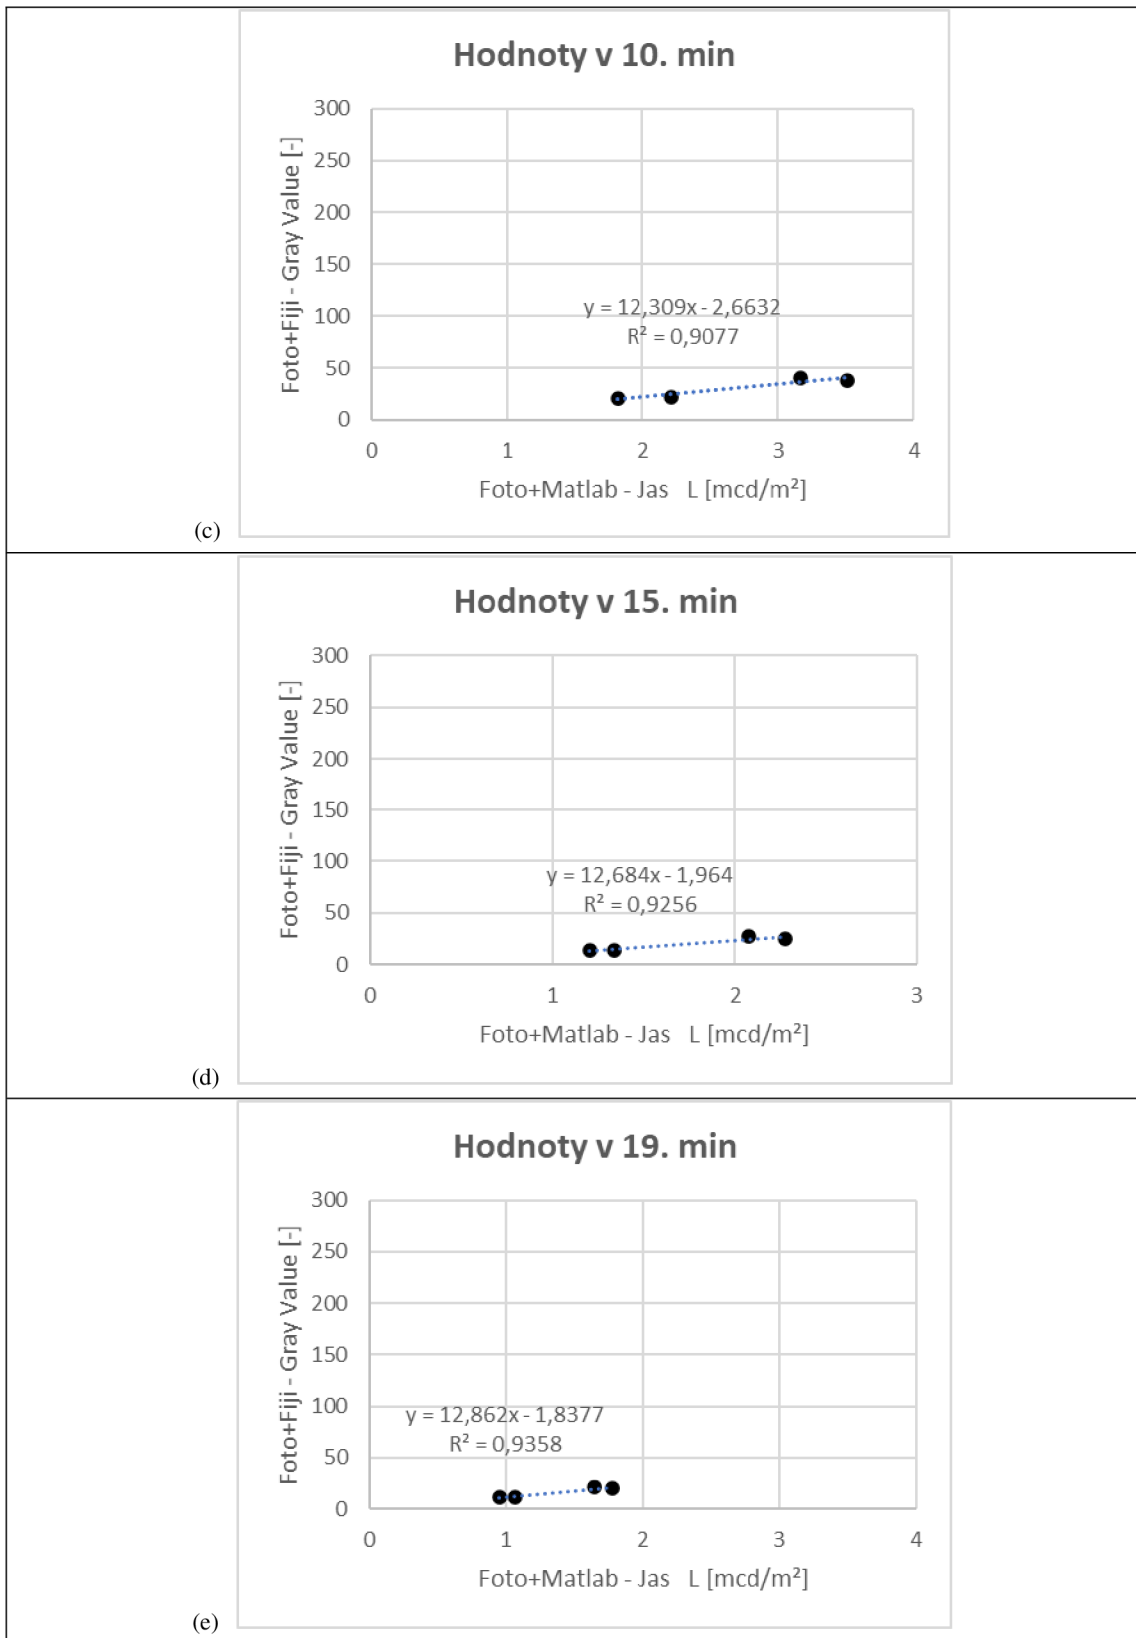 Hodnoty v 10. min
300
250
200
150
100
50
0
Foto+Fiji - Gray Value [-]
y = 12,309x - 2,6632
R² = 0,9077
0 1 2 3 4
Foto+Matlab - Jas L [mcd/m²]
(c)
Hodnoty v 15. min
300
250
200
150
100
50
0
Foto+Fiji - Gray Value [-]
y = 12,684x - 1,964
R² = 0,9256
0 1 2 3
Foto+Matlab - Jas L [mcd/m²]
(d)
Hodnoty v 19. min
300
250
200
150
100
50
0
Foto+Fiji - Gray Value [-]
y = 12,862x - 1,8377
R² = 0,9358
0 1 2 3 4
Foto+Matlab - Jas L [mcd/m²]
(e)